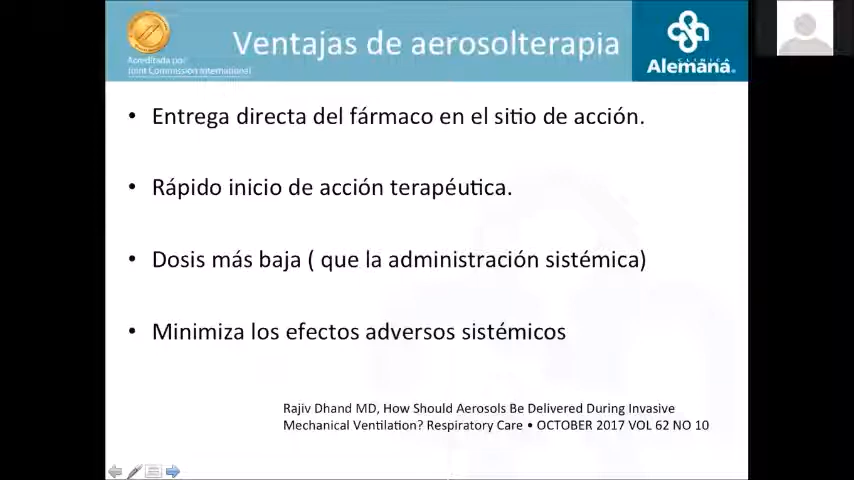 Ventajas de aerosolterapia
Acreditada por
Joint Commission International
CLINICA
Alemana.
• Entrega directa del fármaco en el sitio de acción.
• Rápido inicio de acción terapéutica.
• Dosis más baja ( que la administración sistémica)
• Minimiza los efectos adversos sistémicos
Rajiv Dhand MD, How Should Aerosols Be Delivered During Invasive
Mechanical Ventilation? Respiratory Care • OCTOBER 2017 VOL 62 NO 10